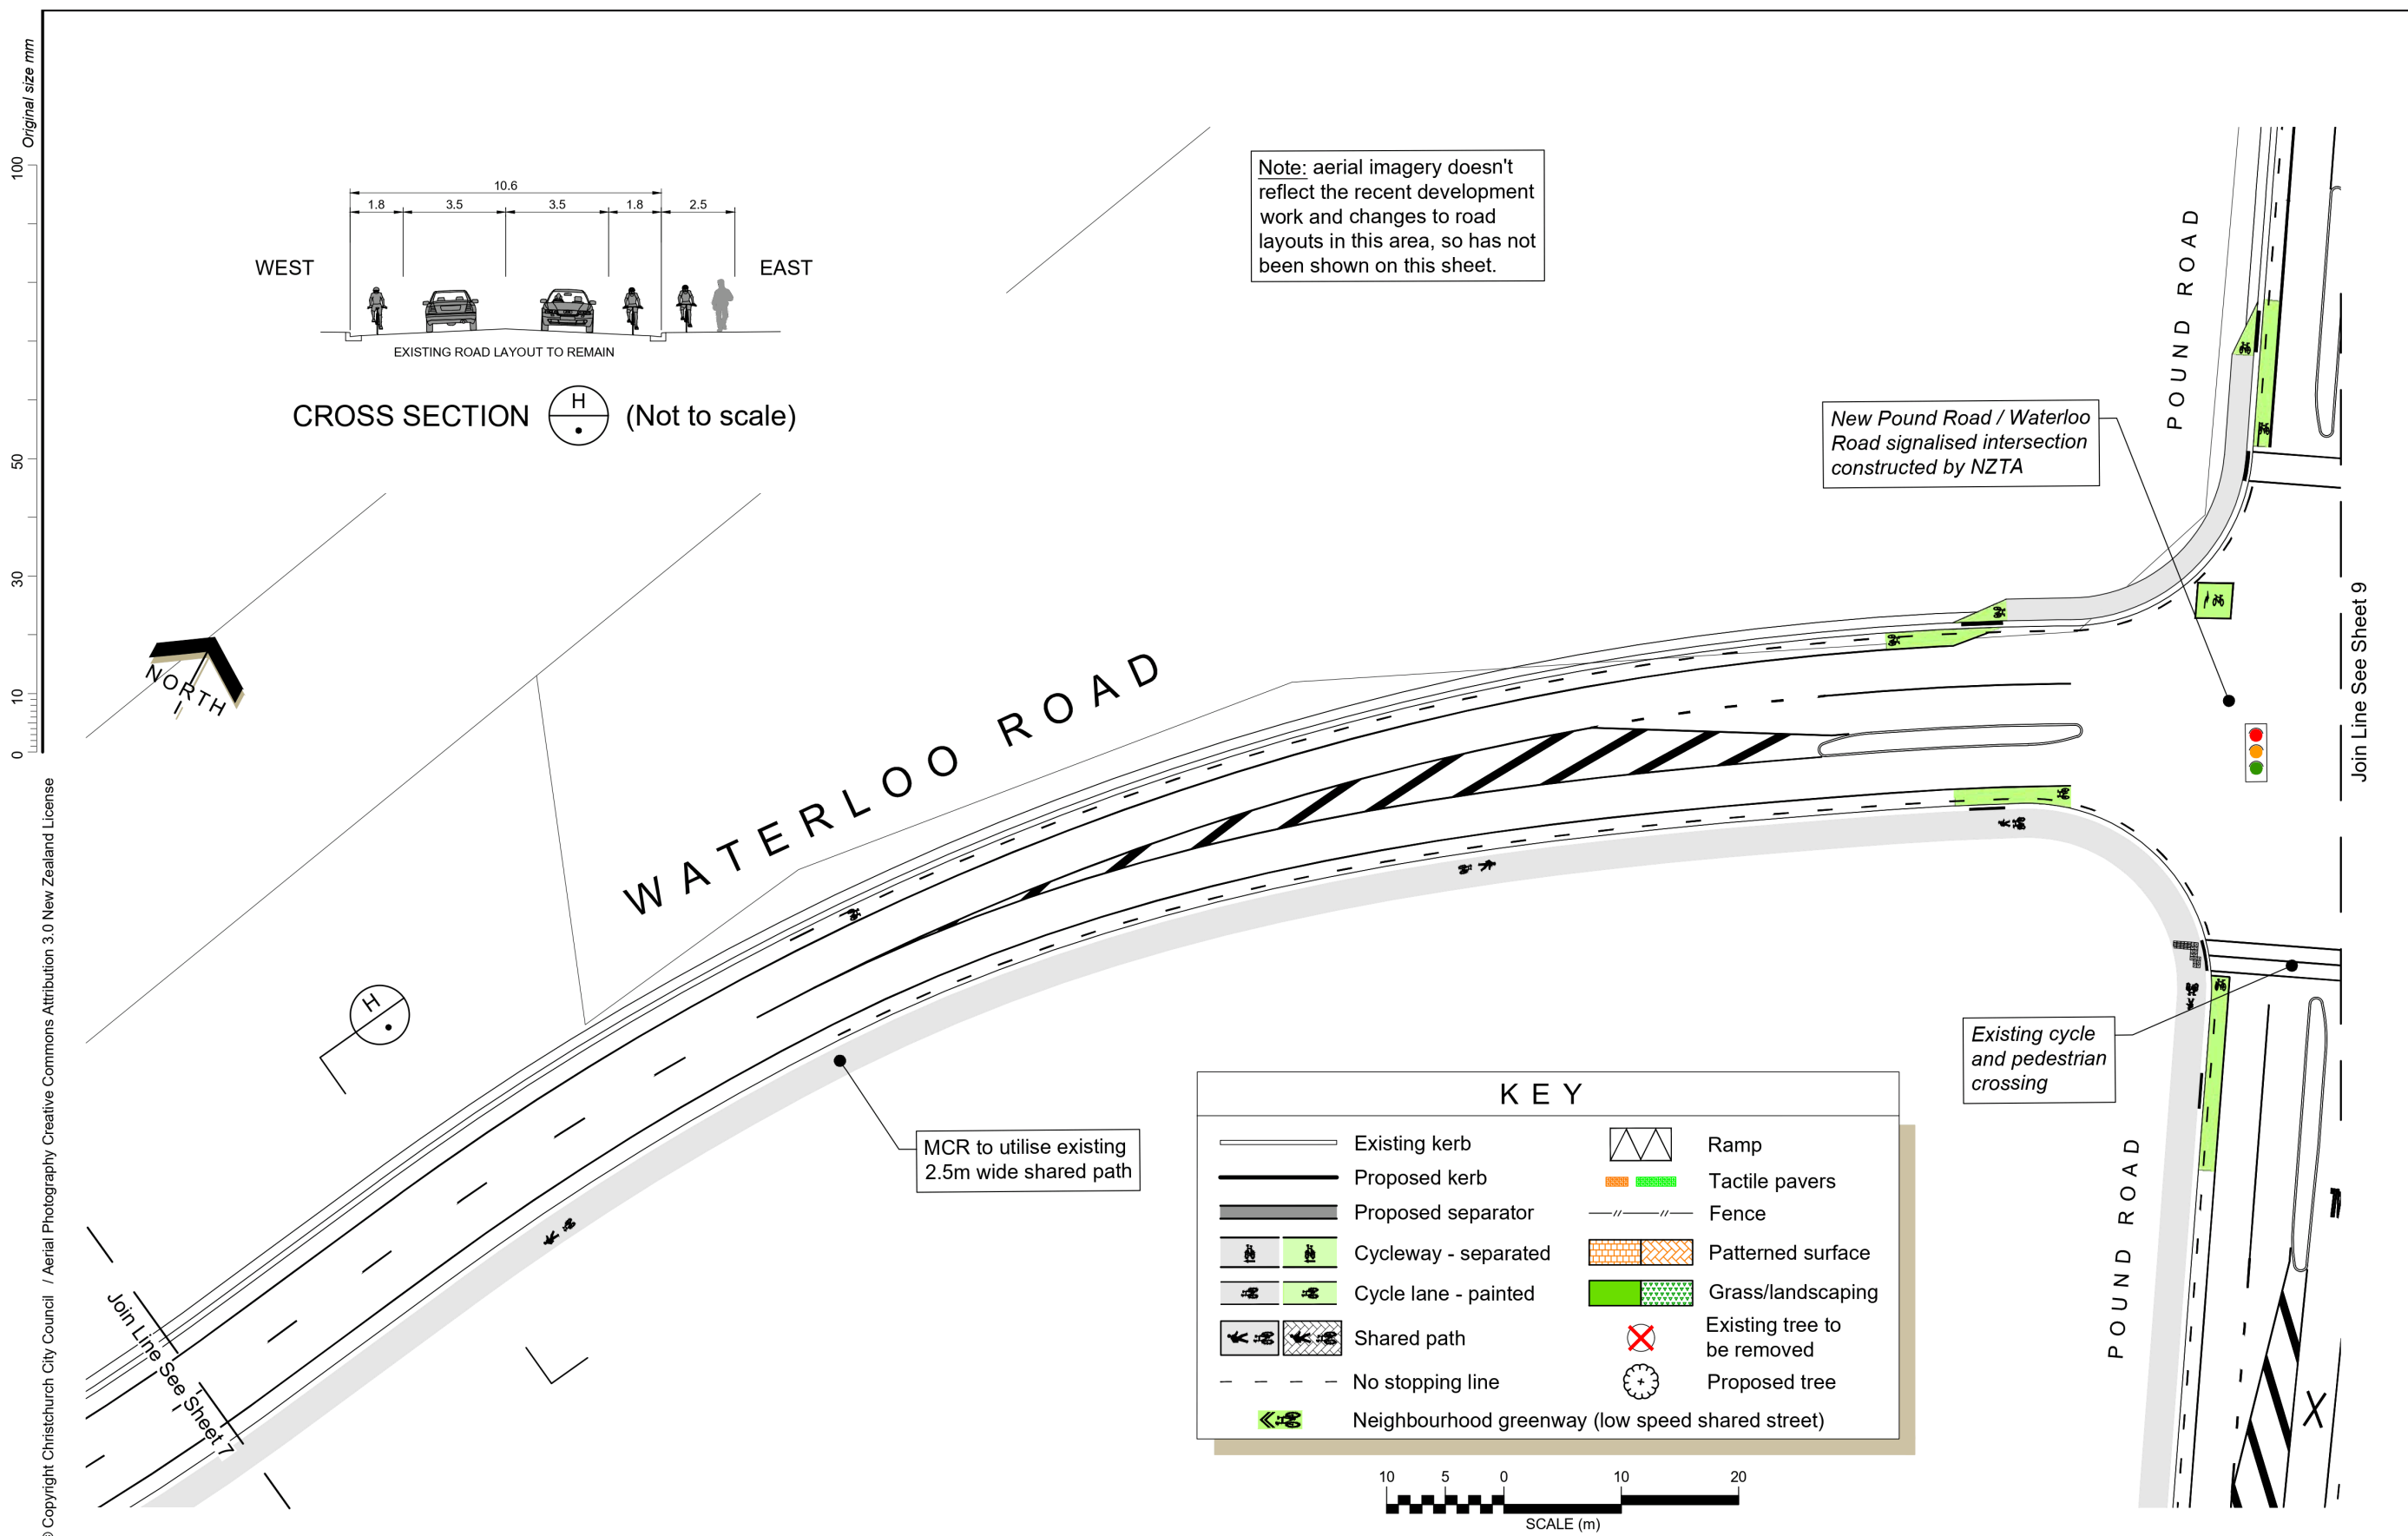 Original size mm
100
50
30
10
0
© Copyright Christchurch City Council / Aerial Photography Creative Commons Attribution 3.0 New Zealand License
10.6
1.8
3.5
3.5
1.8
2.5
WEST
EAST
EXISTING ROAD LAYOUT TO REMAIN
CROSS SECTION
H
(Not to scale)
Note: aerial imagery doesn't
reflect the recent development
work and changes to road
layouts in this area, so has not
been shown on this sheet.
POUND ROAD
New Pound Road / Waterloo
Road signalised intersection
constructed by NZTA
Join Line See Sheet 9
NORTH
WATERLOO ROAD
H
MCR to utilise existing
2.5m wide shared path
Existing cycle
and pedestrian
crossing
POUND ROAD
Join Line See Sheet 7
KEY
Existing kerb
Proposed kerb
Proposed separator
Cycleway - separated
Cycle lane - painted
Shared path
No stopping line
Neighbourhood greenway (low speed shared street)
Ramp
Tactile pavers
Fence
Patterned surface
Grass/landscaping
Existing tree to
be removed
Proposed tree
10 5 0 10 20
SCALE (m)